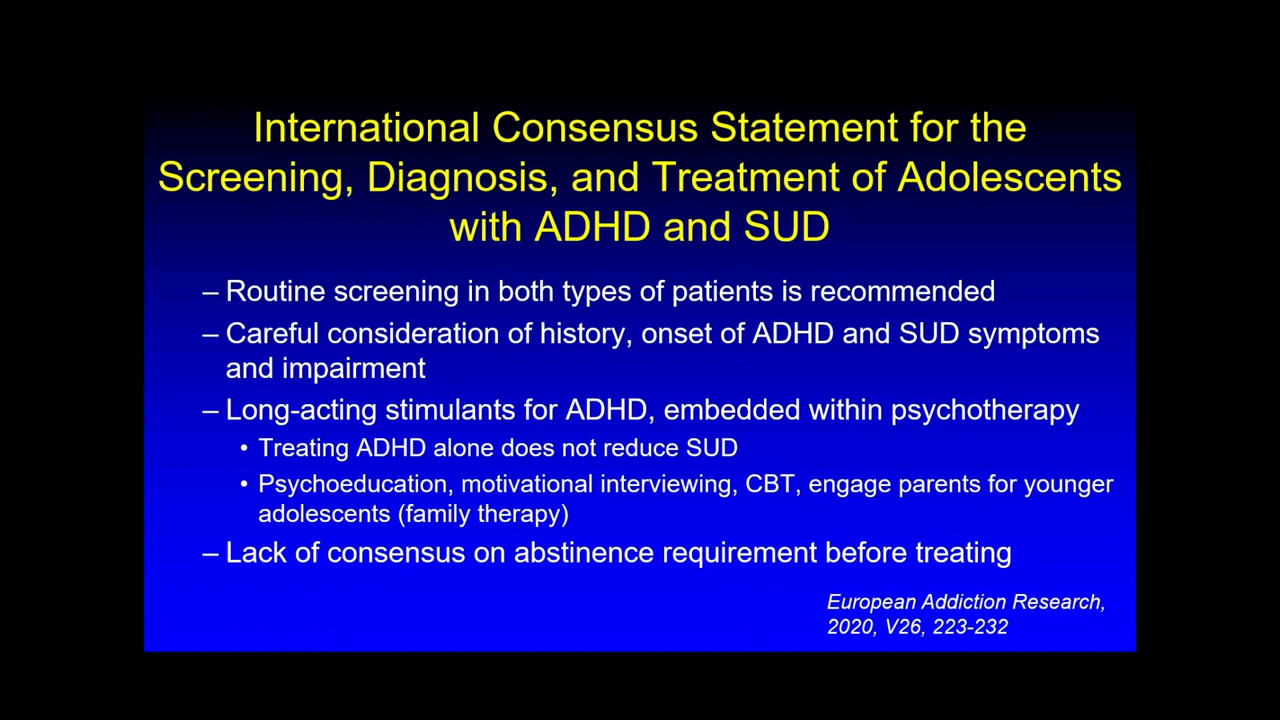 International Consensus Statement for the
Screening, Diagnosis, and Treatment of Adolescents
with ADHD and SUD
– Routine screening in both types of patients is recommended
– Careful consideration of history, onset of ADHD and SUD symptoms
and impairment
– Long-acting stimulants for ADHD, embedded within psychotherapy
• Treating ADHD alone does not reduce SUD
• Psychoeducation, motivational interviewing, CBT, engage parents for younger
adolescents (family therapy)
– Lack of consensus on abstinence requirement before treating
European Addiction Research,
2020, V26, 223-232